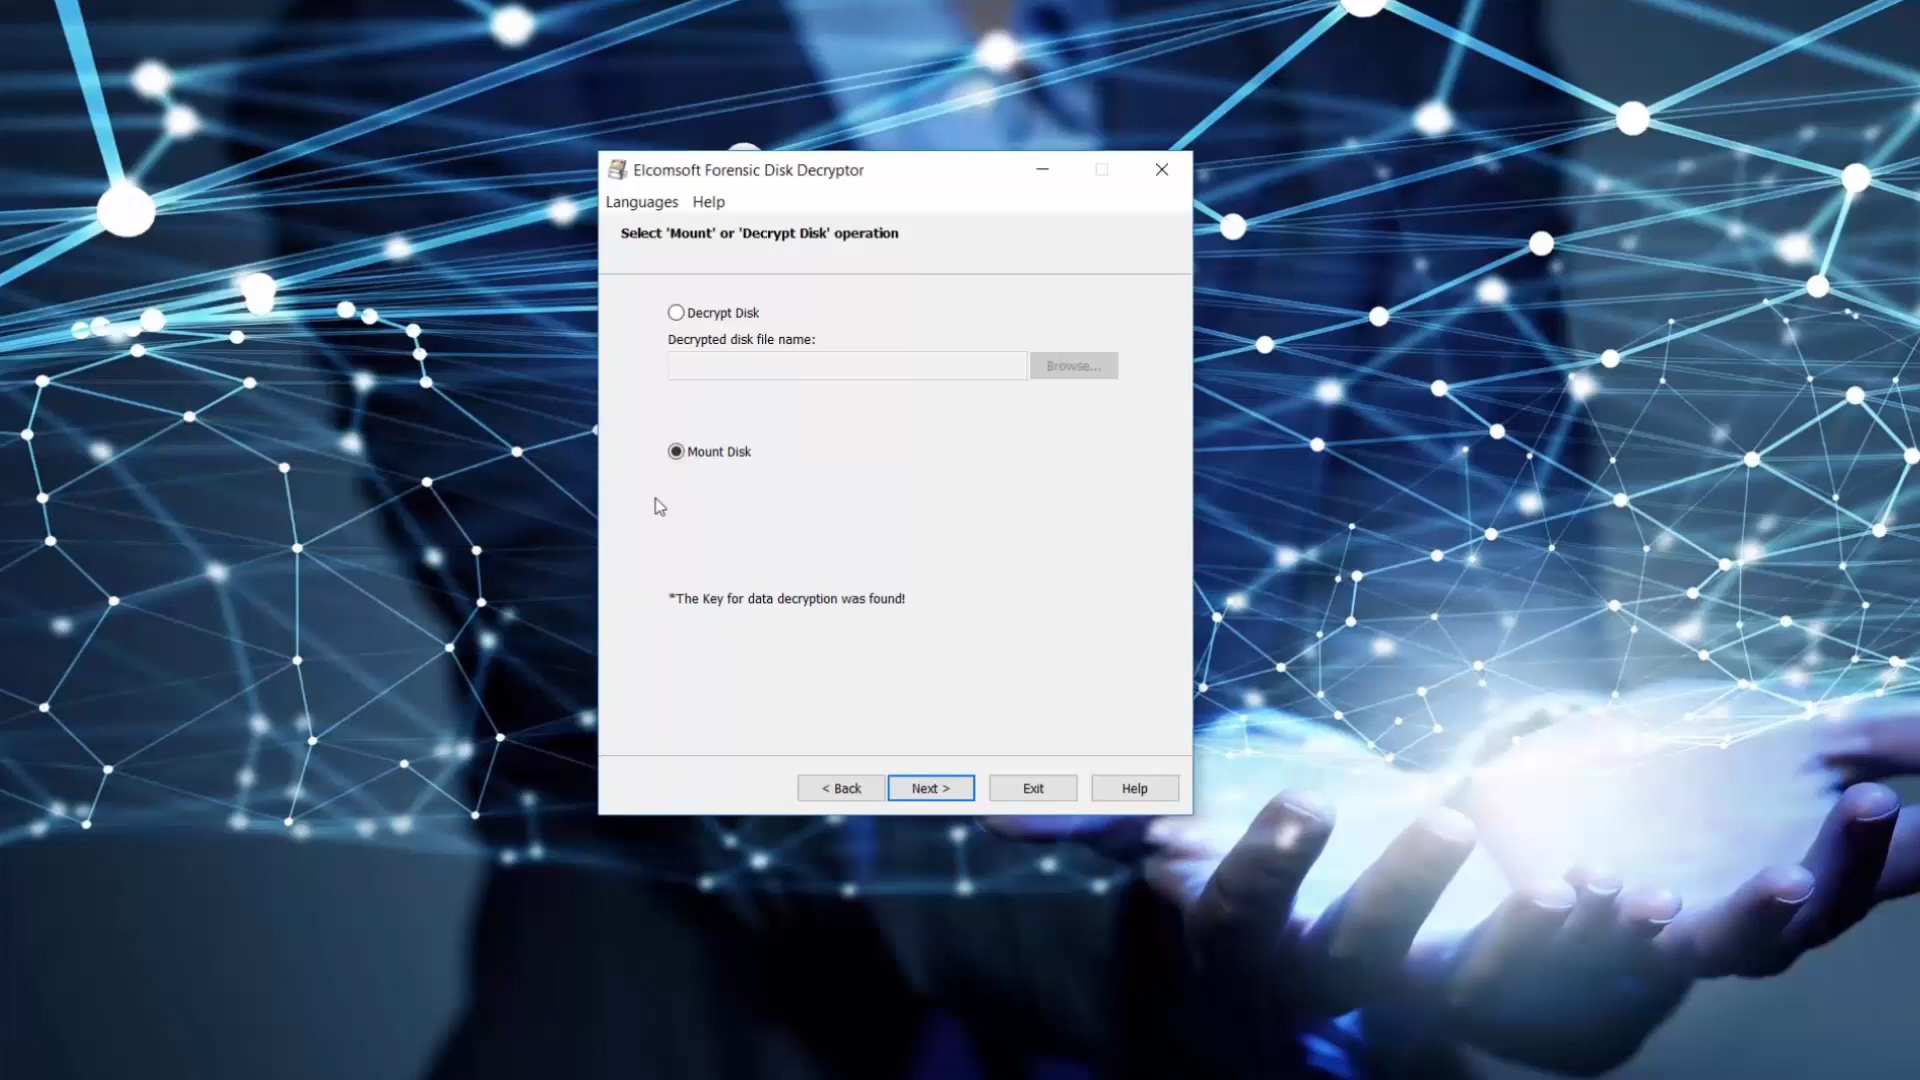 Elcomsoft Forensic Disk Decryptor
Languages Help
Select 'Mount' or 'Decrypt Disk' operation
Decrypt Disk
Decrypted disk file name:
Browse...
Mount Disk
*The Key for data decryption was found!
< Back Next > Exit Help